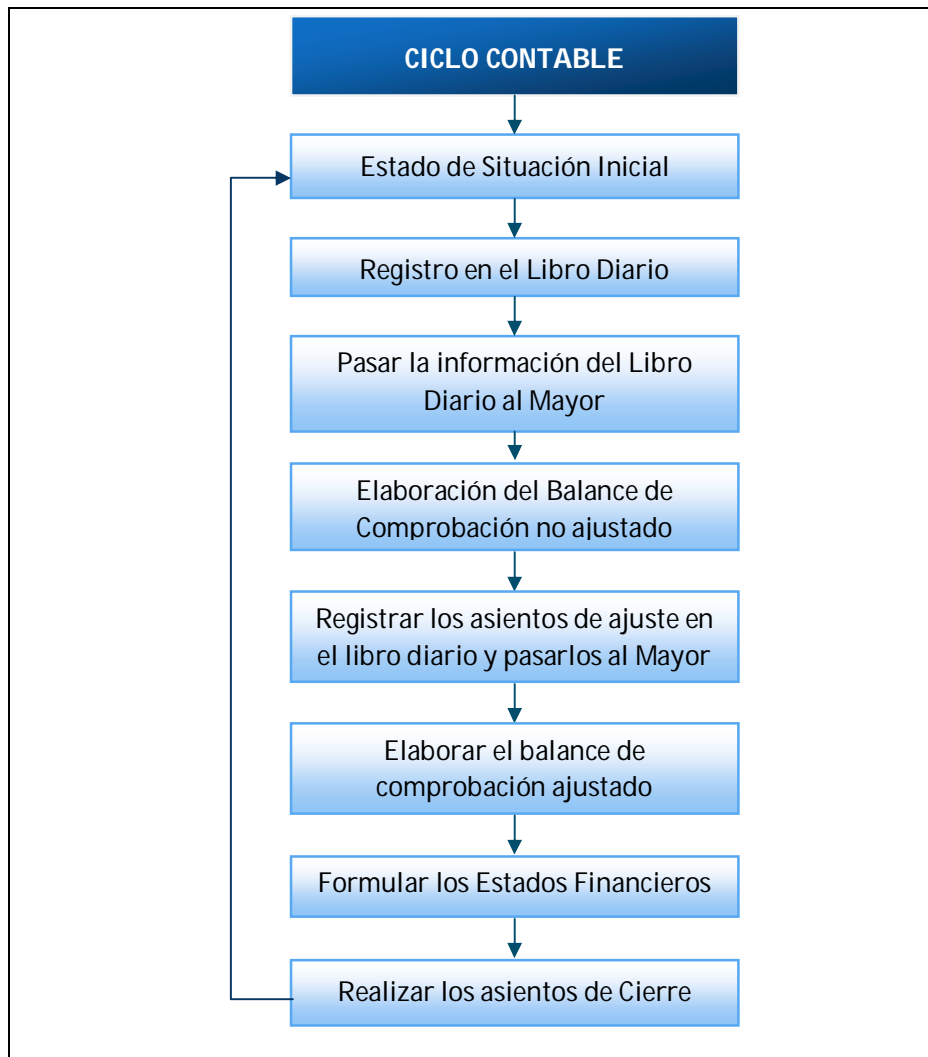 CICLO CONTABLE
Estado de Situación Inicial
Registro en el Libro Diario
Pasar la información del Libro
Diario al Mayor
Elaboración del Balance de
Comprobación no ajustado
Registrar los asientos de ajuste en
el libro diario y pasarlos al Mayor
Elaborar el balance de
comprobación ajustado
Formular los Estados Financieros
Realizar los asientos de Cierre